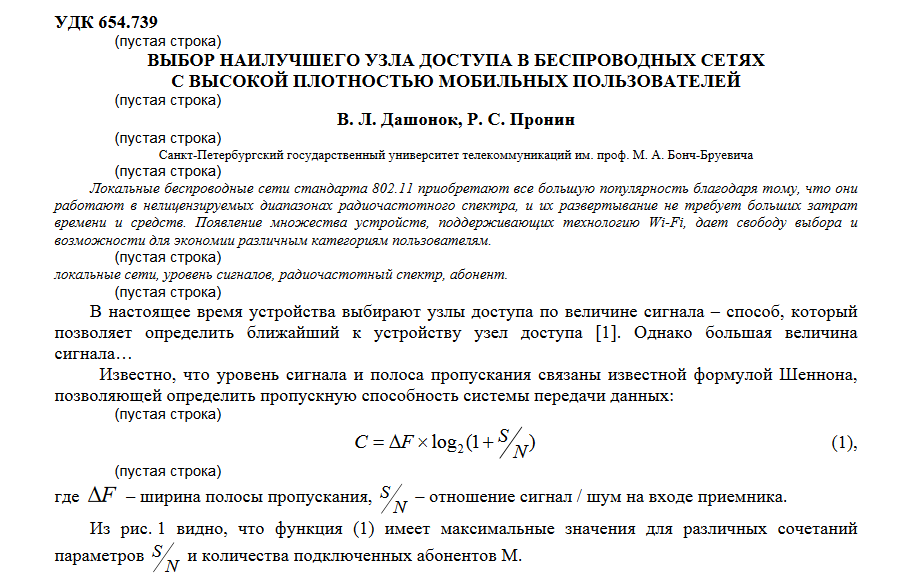 УДК 654.739
(пустая строка)
ВЫБОР НАИЛУЧШЕГО УЗЛА ДОСТУПА В БЕСПРОВОДНЫХ СЕТЯХ
С ВЫСОКОЙ ПЛОТНОСТЬЮ МОБИЛЬНЫХ ПОЛЬЗОВАТЕЛЕЙ
(пустая строка)
В. Л. Дашонок, Р. С. Пронин
(пустая строка)
Санкт-Петербургский государственный университет телекоммуникаций им. проф. М. А. Бонч-Бруевича
(пустая строка)
Локальные беспроводные сети стандарта 802.11 приобретают все большую популярность благодаря тому, что они
работают в нелицензируемых диапазонах радиочастотного спектра, и их развертывание не требует больших затрат
времени и средств. Появление множества устройств, поддерживающих технологию Wi-Fi, дает свободу выбора и
возможности для экономии различным категориям пользователям.
(пустая строка)
локальные сети, уровень сигналов, радиочастотный спектр, абонент.
(пустая строка)
В настоящее время устройства выбирают узлы доступа по величине сигнала – способ, который
позволяет определить ближайший к устройству узел доступа [1]. Однако большая величина
сигнала…
Известно, что уровень сигнала и полоса пропускания связаны известной формулой Шеннона,
позволяющей определить пропускную способность системы передачи данных:
(пустая строка)
C = ΔF × log₂(1 + S/N) (1),
(пустая строка)
где ΔF – ширина полосы пропускания, S/N – отношение сигнал / шум на входе приемника.
Из рис. 1 видно, что функция (1) имеет максимальные значения для различных сочетаний
параметров S/N и количества подключенных абонентов М.